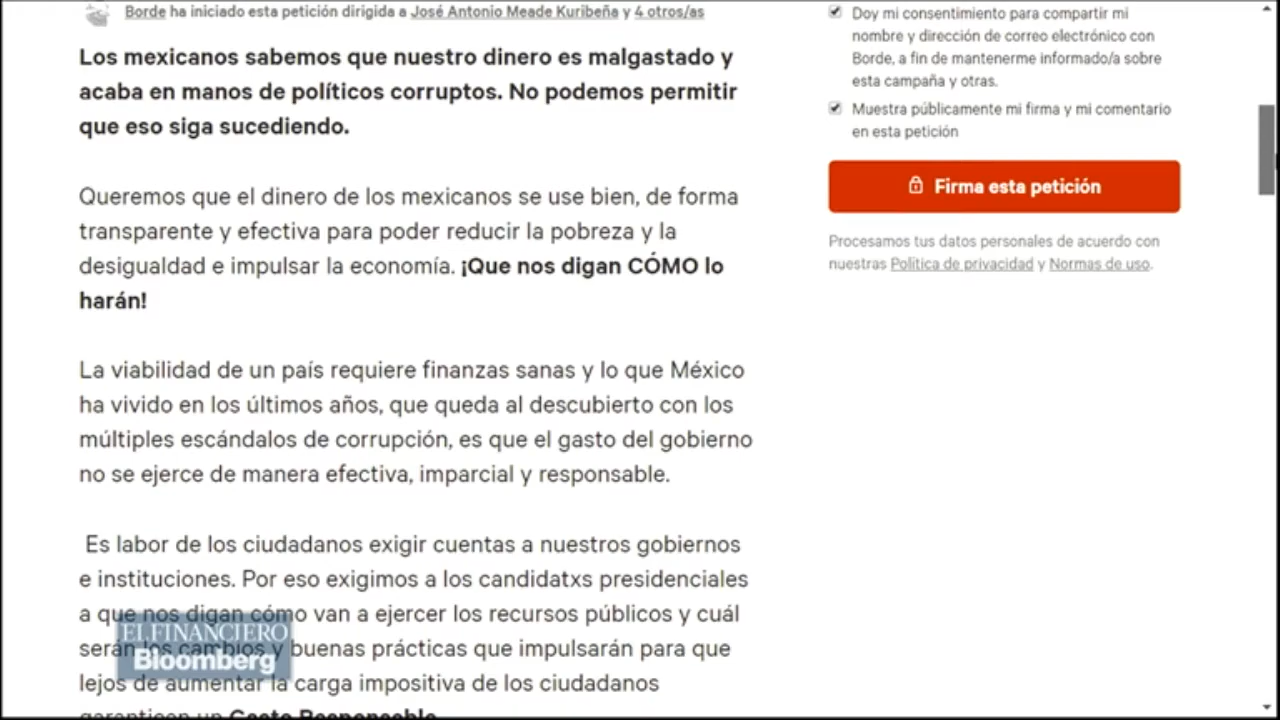 Borde ha iniciado esta petición dirigida a José Antonio Meade Kuribeña y 4 otros/as
Los mexicanos sabemos que nuestro dinero es malgastado y
acaba en manos de políticos corruptos. No podemos permitir
que eso siga sucediendo.
Queremos que el dinero de los mexicanos se use bien, de forma
transparente y efectiva para poder reducir la pobreza y la
desigualdad e impulsar la economía. ¡Que nos digan CÓMO lo
harán!
La viabilidad de un país requiere finanzas sanas y lo que México
ha vivido en los últimos años, que queda al descubierto con los
múltiples escándalos de corrupción, es que el gasto del gobierno
no se ejerce de manera efectiva, imparcial y responsable.
Es labor de los ciudadanos exigir cuentas a nuestros gobiernos
e instituciones. Por eso exigimos a los candidatxs presidenciales
a que nos digan cómo van a ejercer los recursos públicos y cuál
serán los cambios y buenas prácticas que impulsarán para que
lejos de aumentar la carga impositiva de los ciudadanos
garanticen un Gasto Responsable
Doy mi consentimiento para compartir mi
nombre y dirección de correo electrónico con
Borde, a fin de mantenerme informado/a sobre
esta campaña y otras.
Muestra públicamente mi firma y mi comentario
en esta petición
Firma esta petición
Procesamos tus datos personales de acuerdo con
nuestras Política de privacidad y Normas de uso.
EL FINANCIERO
Bloomberg